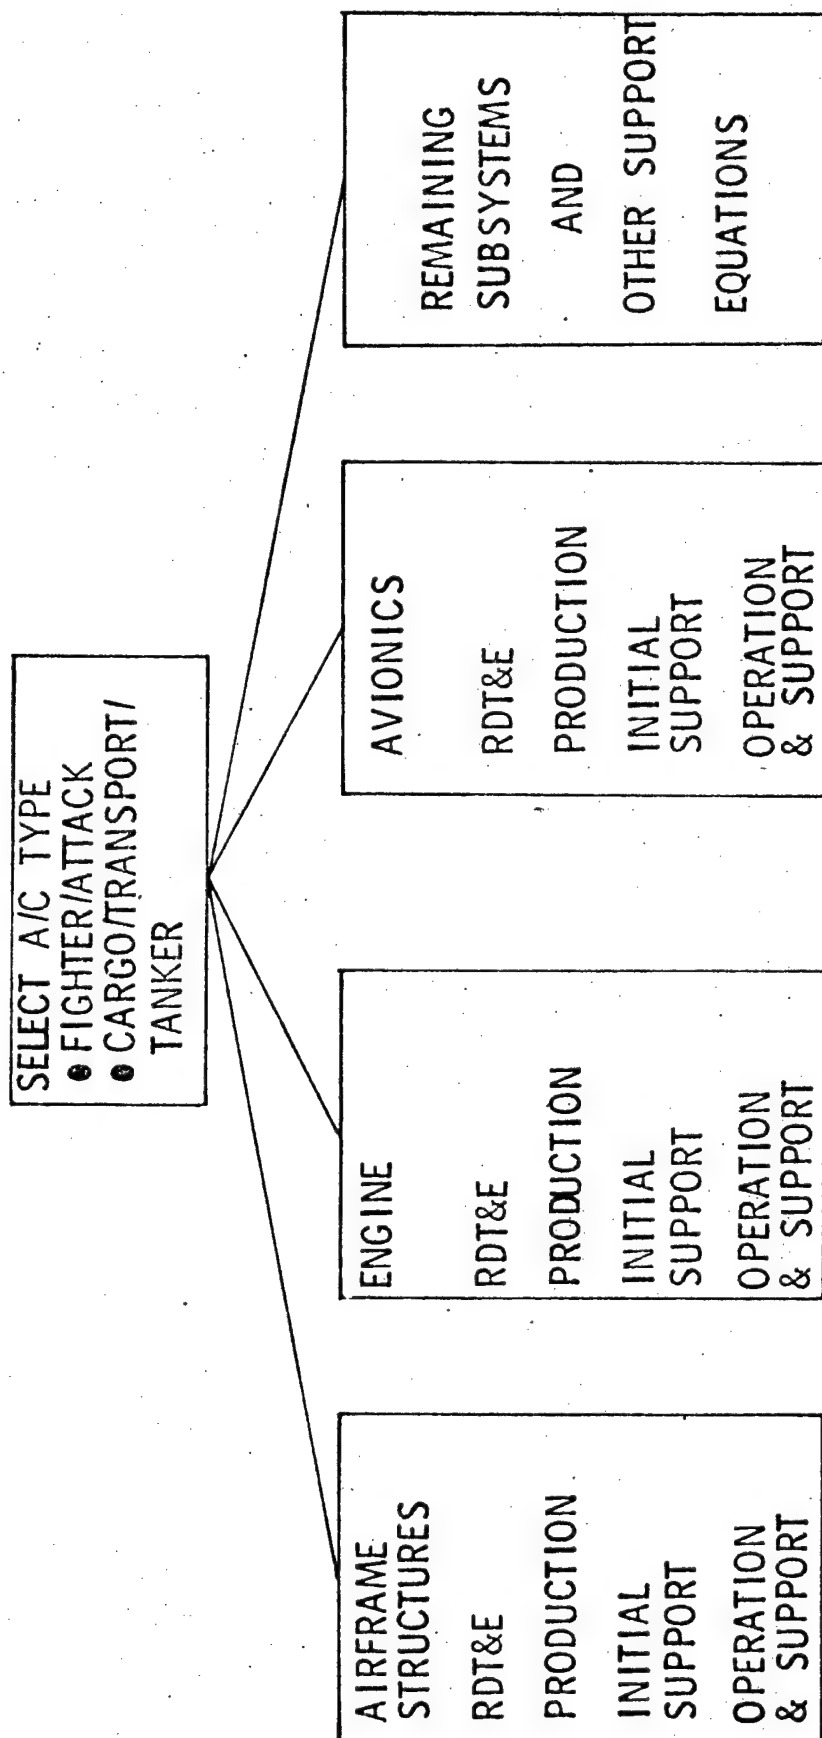 SELECT A/C TYPE
● FIGHTER/ATTACK
● CARGO/TRANSPORT/
TANKER
AIRFRAME
STRUCTURES
RDT&E
PRODUCTION
INITIAL
SUPPORT
OPERATION
& SUPPORT
ENGINE
RDT&E
PRODUCTION
INITIAL
SUPPORT
OPERATION
& SUPPORT
AVIONICS
RDT&E
PRODUCTION
INITIAL
SUPPORT
OPERATION
& SUPPORT
REMAINING
SUBSYSTEMS
AND
OTHER SUPPORT
EQUATIONS